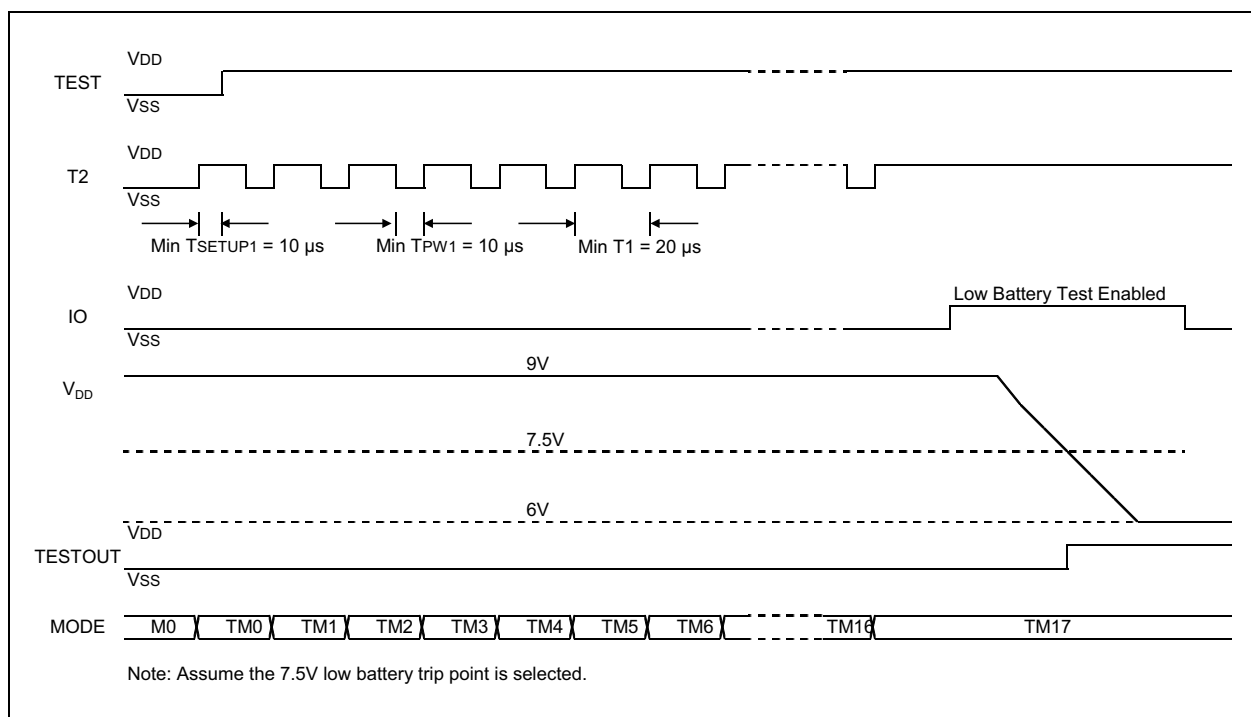 VDD
TEST
VSS
VDD
T2
VSS
Min TSETUP1 = 10 µs
Min TPW1 = 10 µs
Min T1 = 20 µs
VDD
Low Battery Test Enabled
IO
VSS
9V
VDD
7.5V
6V
VDD
TESTOUT
VSS
MODE M0 TM0 TM1 TM2 TM3 TM4 TM5 TM6 TM16 TM17
Note: Assume the 7.5V low battery trip point is selected.